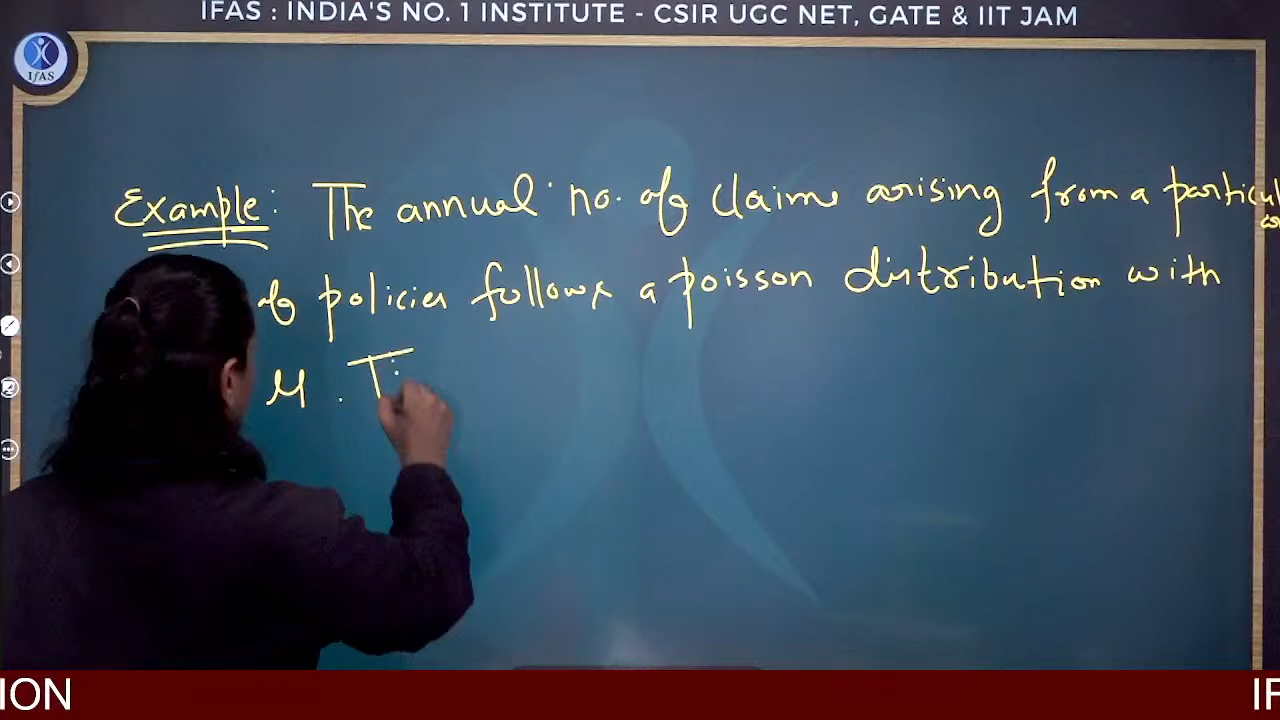 IFAS : INDIA'S NO. 1 INSTITUTE - CSIR UGC NET, GATE & IIT JAM
IFAS
Example: The annual no. of claims arising from a particul
of policies follows a poisson distribution with
μ . Ti
ION
IF